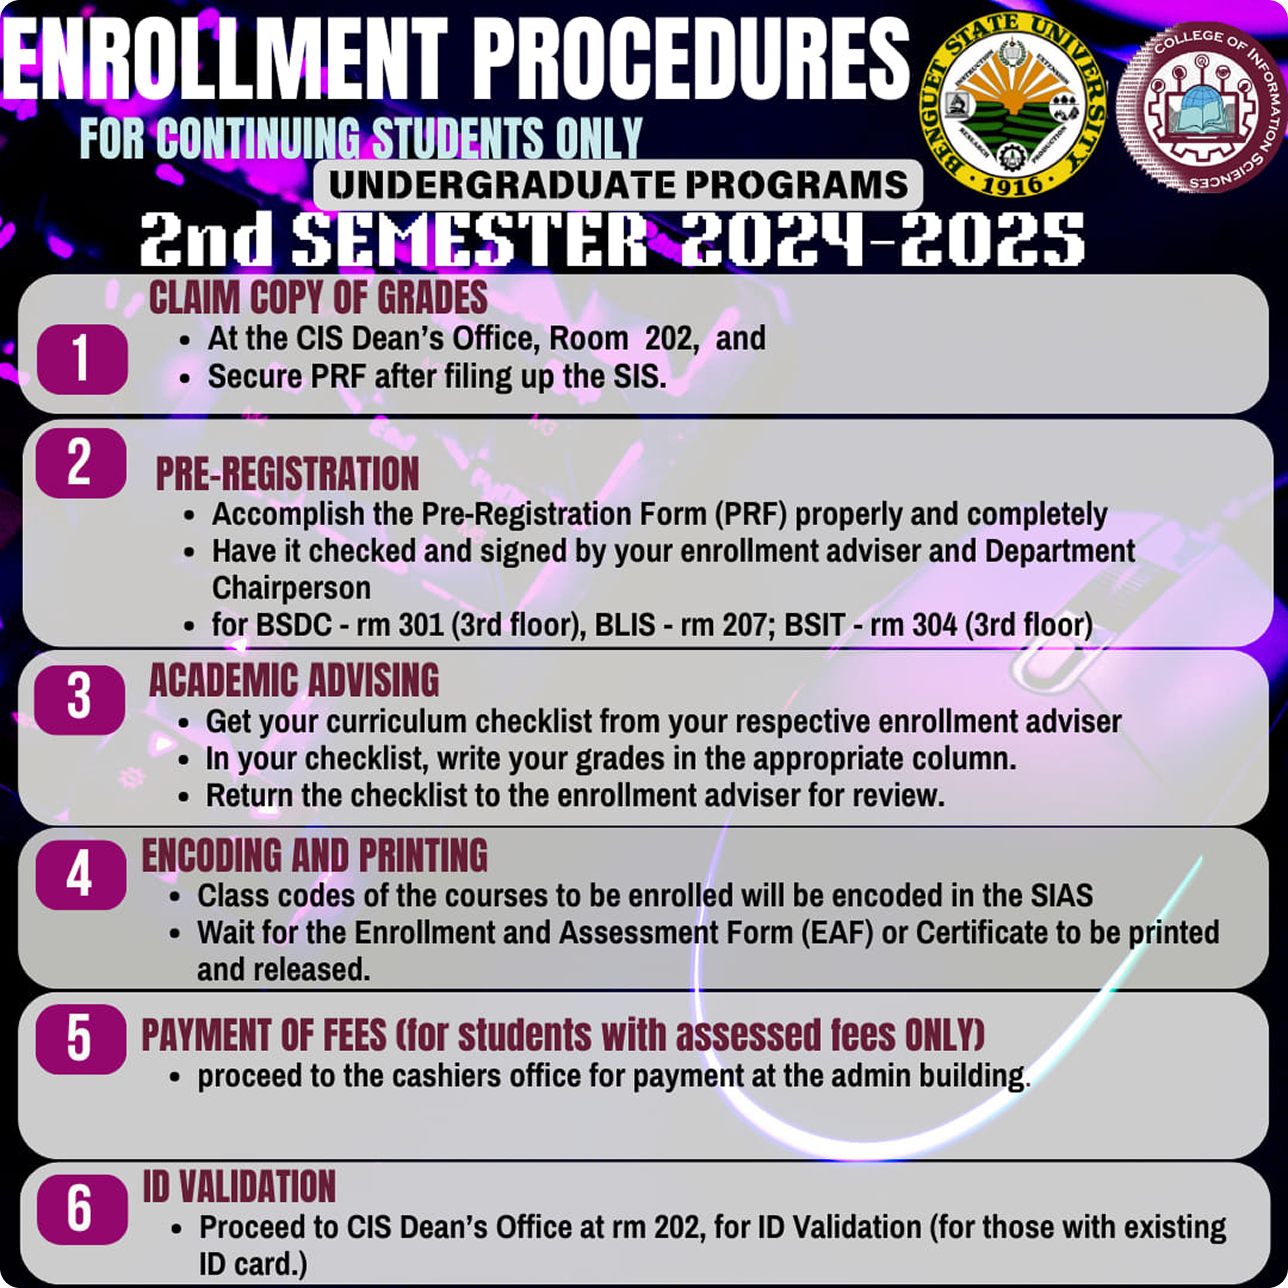 ENROLLMENT PROCEDURES
FOR CONTINUING STUDENTS ONLY
UNDERGRADUATE PROGRAMS
2nd SEMESTER 2024-2025
BENGUET STATE UNIVERSITY
INSTRUCTION
EXTENSION
RESEARCH
PRODUCTION
· 1916 ·
COLLEGE OF INFORMATION SCIENCES
1
CLAIM COPY OF GRADES
• At the CIS Dean’s Office, Room 202, and
• Secure PRF after filing up the SIS.
2
PRE-REGISTRATION
• Accomplish the Pre-Registration Form (PRF) properly and completely
• Have it checked and signed by your enrollment adviser and Department
Chairperson
• for BSDC - rm 301 (3rd floor), BLIS - rm 207; BSIT - rm 304 (3rd floor)
3
ACADEMIC ADVISING
• Get your curriculum checklist from your respective enrollment adviser
• In your checklist, write your grades in the appropriate column.
• Return the checklist to the enrollment adviser for review.
4
ENCODING AND PRINTING
• Class codes of the courses to be enrolled will be encoded in the SIAS
• Wait for the Enrollment and Assessment Form (EAF) or Certificate to be printed
and released.
5
PAYMENT OF FEES (for students with assessed fees ONLY)
• proceed to the cashiers office for payment at the admin building.
6
ID VALIDATION
• Proceed to CIS Dean’s Office at rm 202, for ID Validation (for those with existing
ID card.)